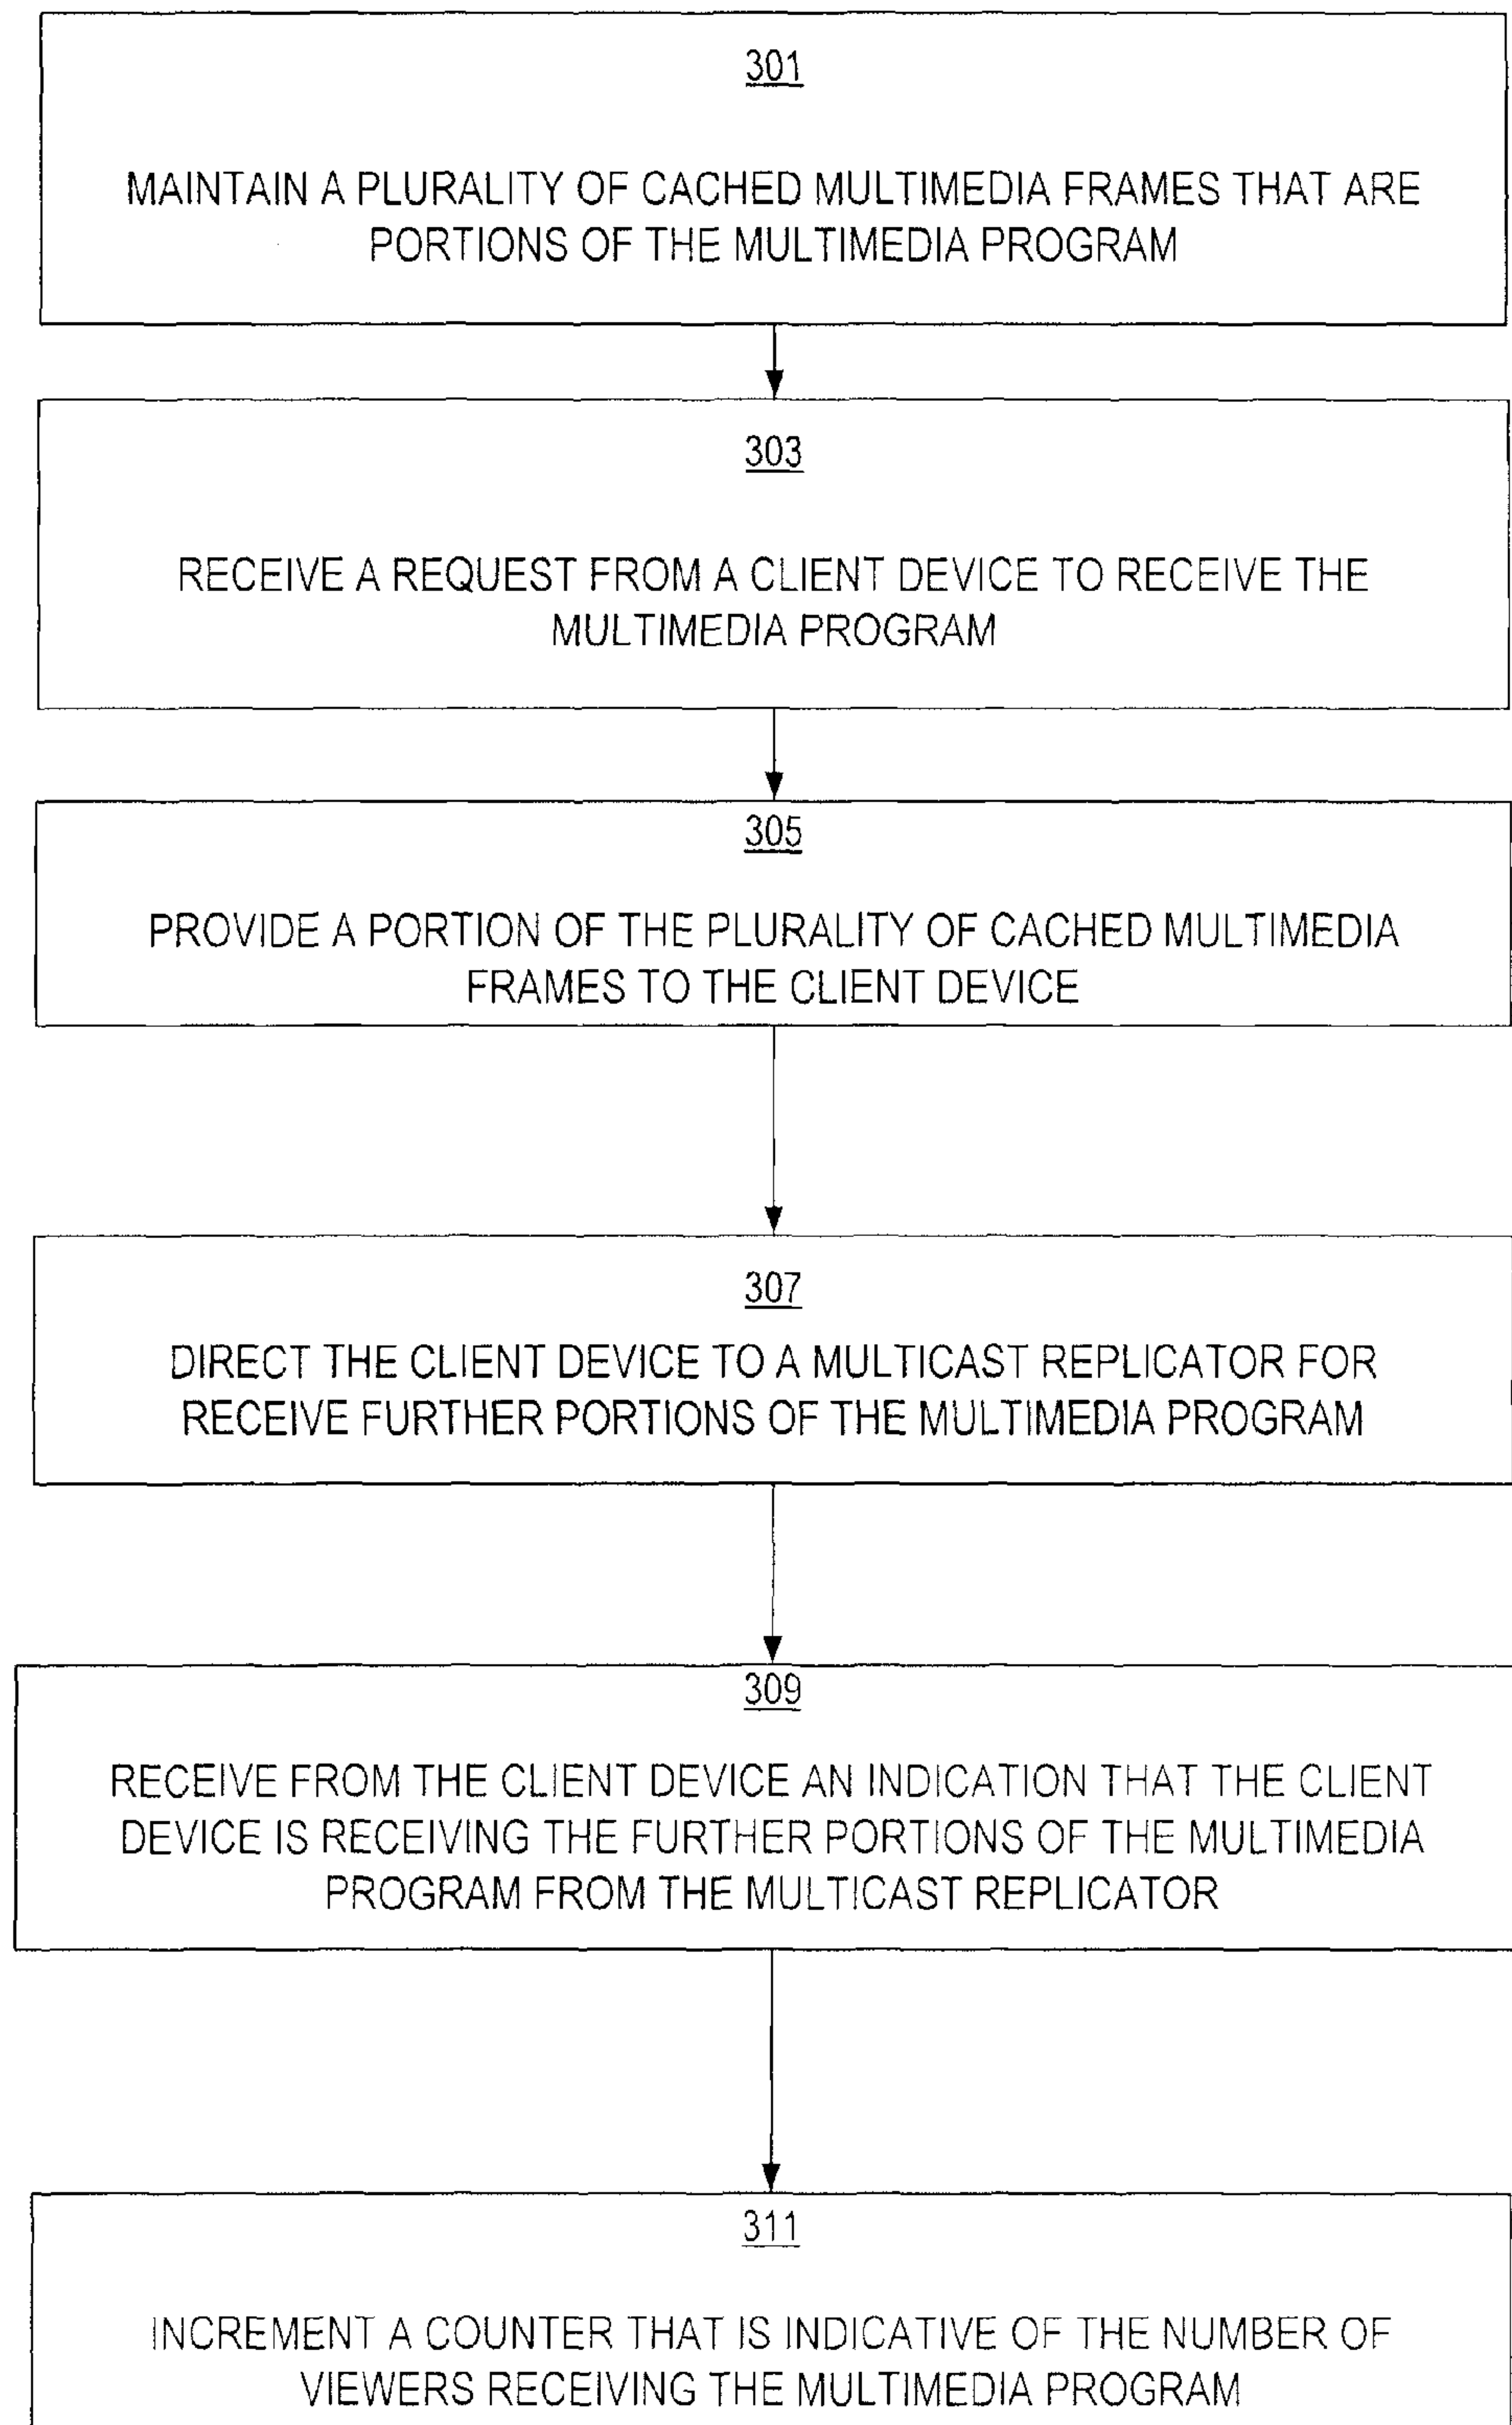 301
MAINTAIN A PLURALITY OF CACHED MULTIMEDIA FRAMES THAT ARE
PORTIONS OF THE MULTIMEDIA PROGRAM
303
RECEIVE A REQUEST FROM A CLIENT DEVICE TO RECEIVE THE
MULTIMEDIA PROGRAM
305
PROVIDE A PORTION OF THE PLURALITY OF CACHED MULTIMEDIA
FRAMES TO THE CLIENT DEVICE
307
DIRECT THE CLIENT DEVICE TO A MULTICAST REPLICATOR FOR
RECEIVE FURTHER PORTIONS OF THE MULTIMEDIA PROGRAM
309
RECEIVE FROM THE CLIENT DEVICE AN INDICATION THAT THE CLIENT
DEVICE IS RECEIVING THE FURTHER PORTIONS OF THE MULTIMEDIA
PROGRAM FROM THE MULTICAST REPLICATOR
311
INCREMENT A COUNTER THAT IS INDICATIVE OF THE NUMBER OF
VIEWERS RECEIVING THE MULTIMEDIA PROGRAM